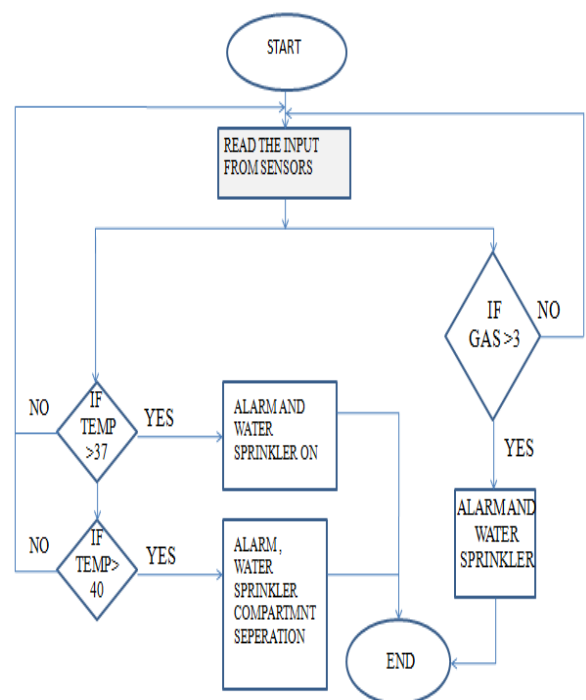 START
READ THE INPUT
FROM SENSORS
IF
GAS >3
NO
YES
ALARM AND
WATER
SPRINKLER
IF
TEMP
>37
NO
YES
ALARM AND
WATER
SPRINKLER ON
IF
TEMP>
40
NO
YES
ALARM ,
WATER
SPRINKLER
COMPARTMNT
SEPERATION
END